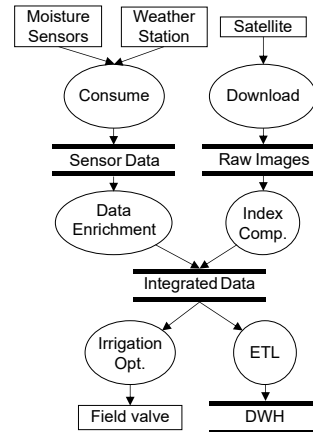 Moisture
Sensors
Weather
Station
Satellite
Consume
Download
Sensor Data
Raw Images
Data
Enrichment
Index
Comp.
Integrated Data
Irrigation
Opt.
ETL
Field valve
DWH